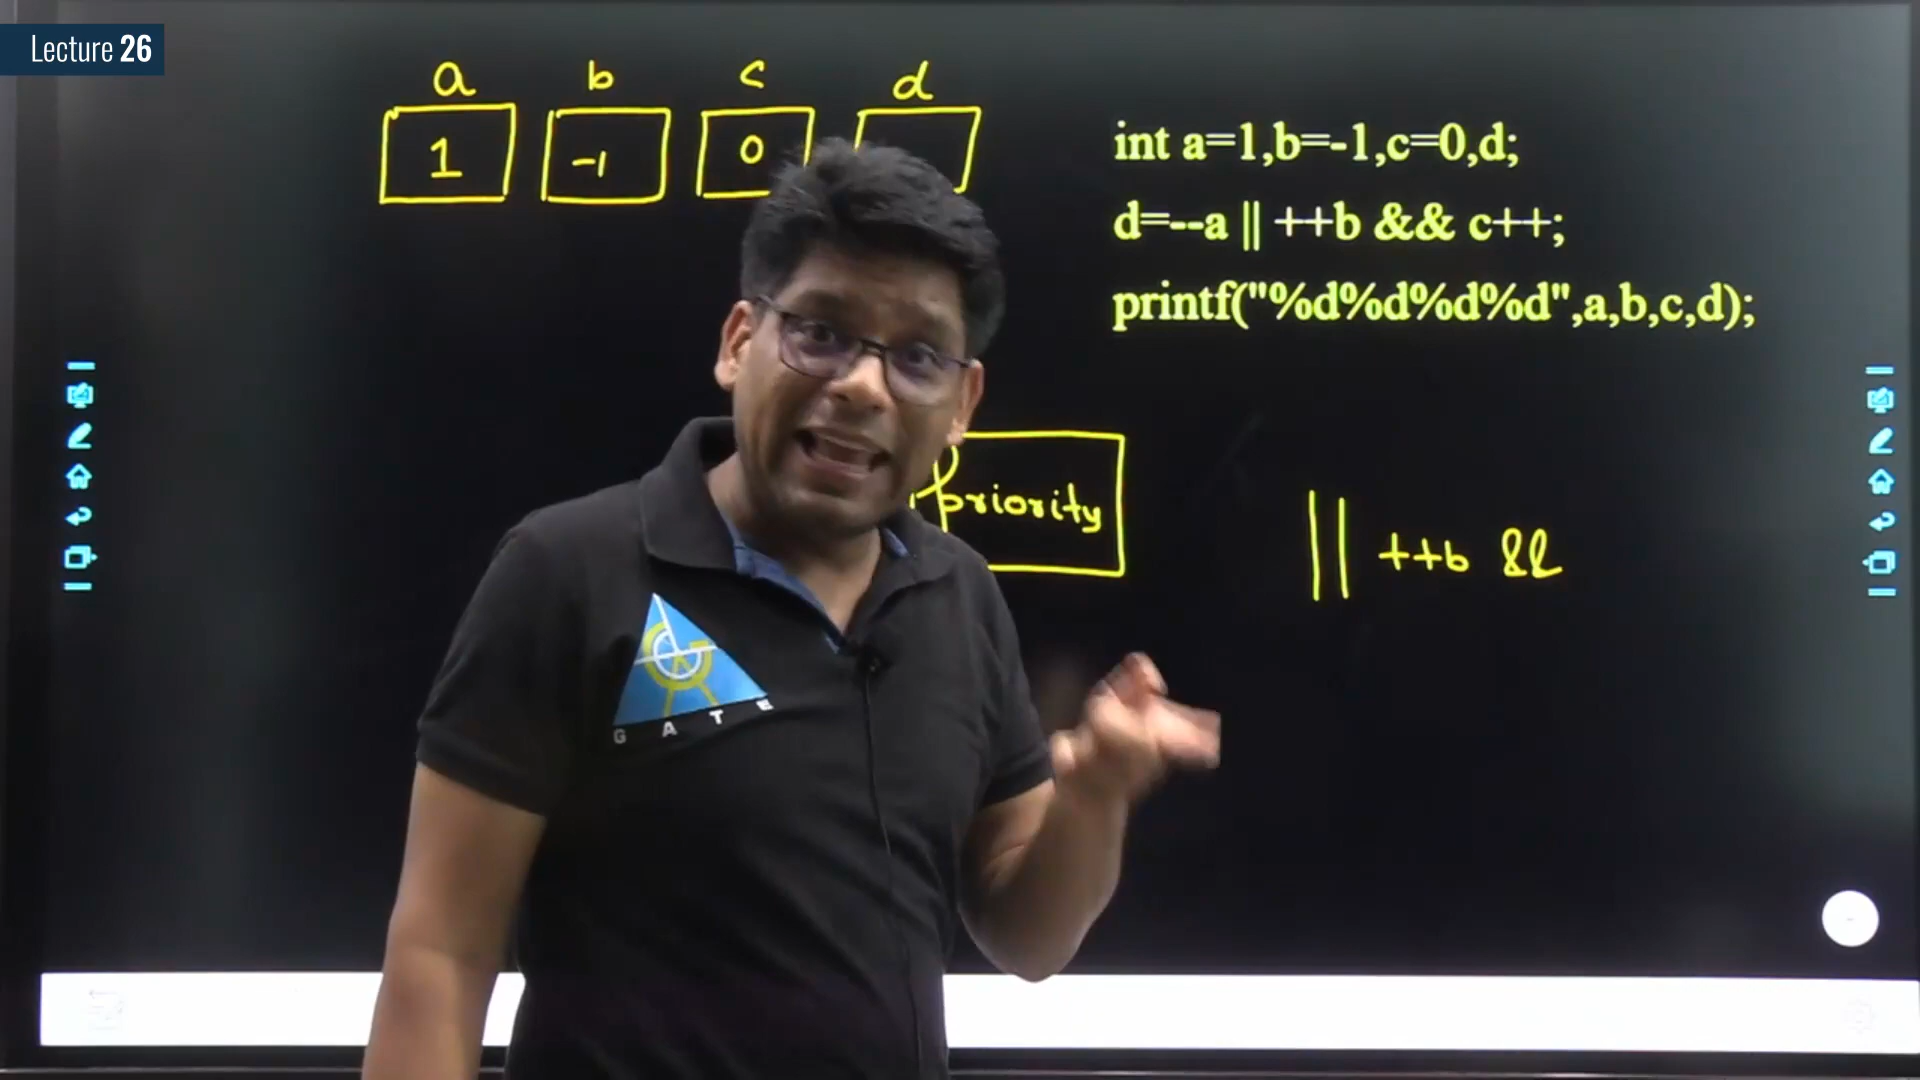 Lecture 26
a b c d
1 -1 0
int a=1,b=-1,c=0,d;
d=--a || ++b && c++;
printf("%d%d%d%d",a,b,c,d);
priority
|| ++b &&
G A T E